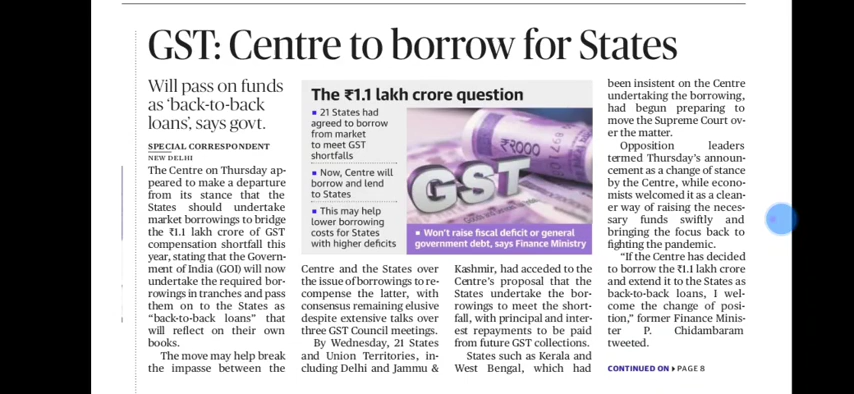 GST: Centre to borrow for States
Will pass on funds
as ‘back-to-back
loans’, says govt.
SPECIAL CORRESPONDENT
NEW DELHI
The Centre on Thursday ap-
peared to make a departure
from its stance that the
States should undertake
market borrowings to bridge
the ₹1.1 lakh crore of GST
compensation shortfall this
year, stating that the Govern-
ment of India (GOI) will now
undertake the required bor-
rowings in tranches and pass
them on to the States as
“back-to-back loans” that
will reflect on their own
books.
The move may help break
the impasse between the
The ₹1.1 lakh crore question
21 States had
agreed to borrow
from market
to meet GST
shortfalls
Now, Centre will
borrow and lend
to States
This may help
lower borrowing
costs for States
with higher deficits
GST
Won't raise fiscal deficit or general
government debt, says Finance Ministry
Centre and the States over
the issue of borrowings to re-
compense the latter, with
consensus remaining elusive
despite extensive talks over
three GST Council meetings.
By Wednesday, 21 States
and Union Territories, in-
cluding Delhi and Jammu &
Kashmir, had acceded to the
Centre's proposal that the
States undertake the bor-
rowings to meet the short-
fall, with principal and inter-
est repayments to be paid
from future GST collections.
States such as Kerala and
West Bengal, which had
been insistent on the Centre
undertaking the borrowing,
had begun preparing to
move the Supreme Court ov-
er the matter.
Opposition leaders
termed Thursday's announ-
cement as a change of stance
by the Centre, while econo-
mists welcomed it as a clean-
er way of raising the neces-
sary funds swiftly and
bringing the focus back to
fighting the pandemic.
“If the Centre has decided
to borrow the ₹1.1 lakh crore
and extend it to the States as
back-to-back loans, I wel-
come the change of posi-
tion,” former Finance Minis-
ter P. Chidambaram
tweeted.
CONTINUED ON PAGE 8